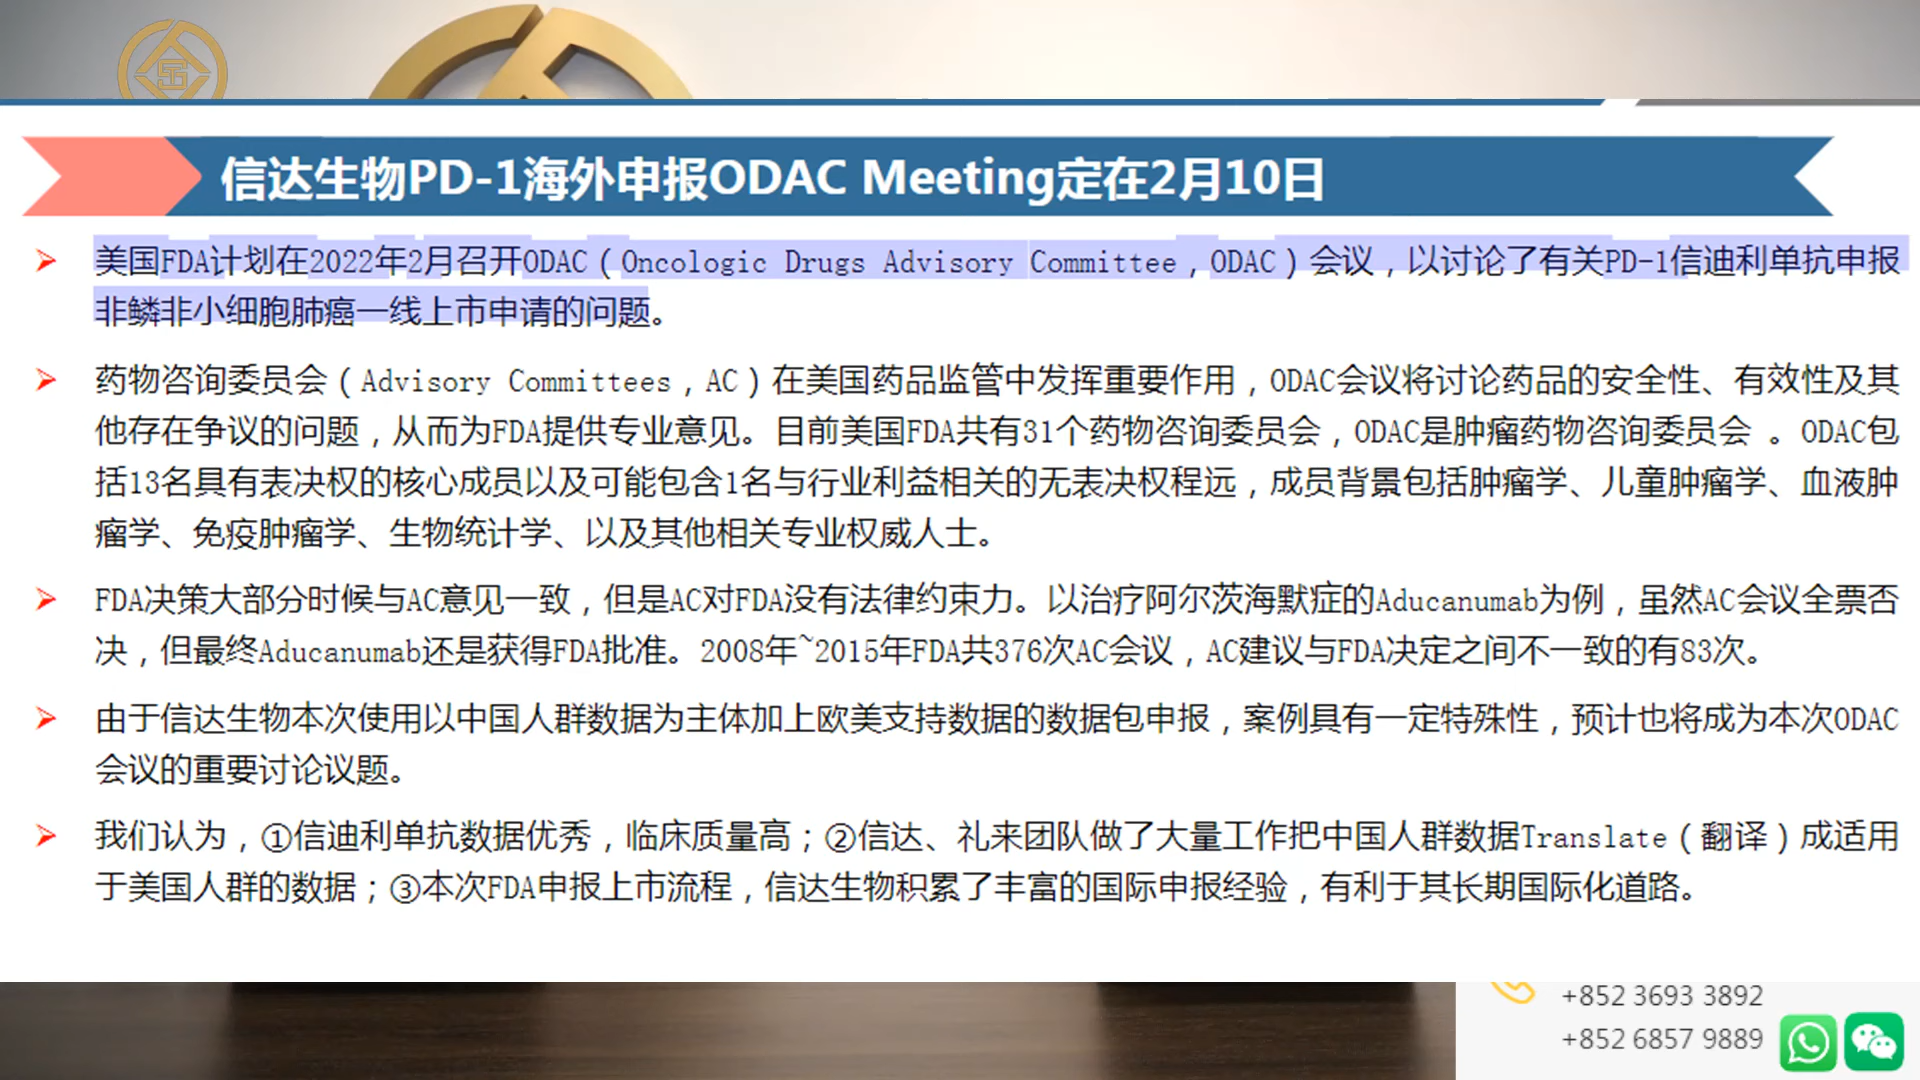 信达生物PD-1海外申报ODAC Meeting定在2月10日
美国FDA计划在2022年2月召开ODAC（Oncologic Drugs Advisory Committee，ODAC）会议，以讨论了有关PD-1信迪利单抗申报
非鳞非小细胞肺癌一线上市申请的问题。
药物咨询委员会（Advisory Committees，AC）在美国药品监管中发挥重要作用，ODAC会议将讨论药品的安全性、有效性及其
他存在争议的问题，从而为FDA提供专业意见。目前美国FDA共有31个药物咨询委员会，ODAC是肿瘤药物咨询委员会 。ODAC包
括13名具有表决权的核心成员以及可能包含1名与行业利益相关的无表决权程远，成员背景包括肿瘤学、儿童肿瘤学、血液肿
瘤学、免疫肿瘤学、生物统计学、以及其他相关专业权威人士。
FDA决策大部分时候与AC意见一致，但是AC对FDA没有法律约束力。以治疗阿尔茨海默症的Aducanumab为例，虽然AC会议全票否
决，但最终Aducanumab还是获得FDA批准。2008年~2015年FDA共376次AC会议，AC建议与FDA决定之间不一致的有83次。
由于信达生物本次使用以中国人群数据为主体加上欧美支持数据的数据包申报，案例具有一定特殊性，预计也将成为本次ODAC
会议的重要讨论议题。
我们认为，①信迪利单抗数据优秀，临床质量高；②信达、礼来团队做了大量工作把中国人群数据Translate（翻译）成适用
于美国人群的数据；③本次FDA申报上市流程，信达生物积累了丰富的国际申报经验，有利于其长期国际化道路。
+852 3693 3892
+852 6857 9889